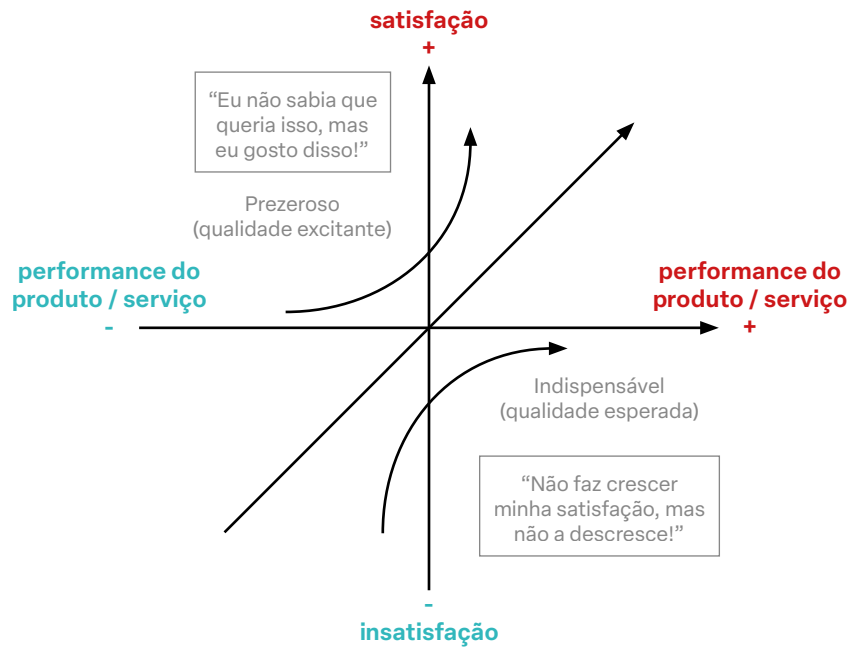 satisfação
+
“Eu não sabia que
queria isso, mas
eu gosto disso!”
Prezeroso
(qualidade excitante)
performance do
produto / serviço
-
performance do
produto / serviço
+
Indispensável
(qualidade esperada)
“Não faz crescer
minha satisfação, mas
não a descresce!”
-
insatisfação